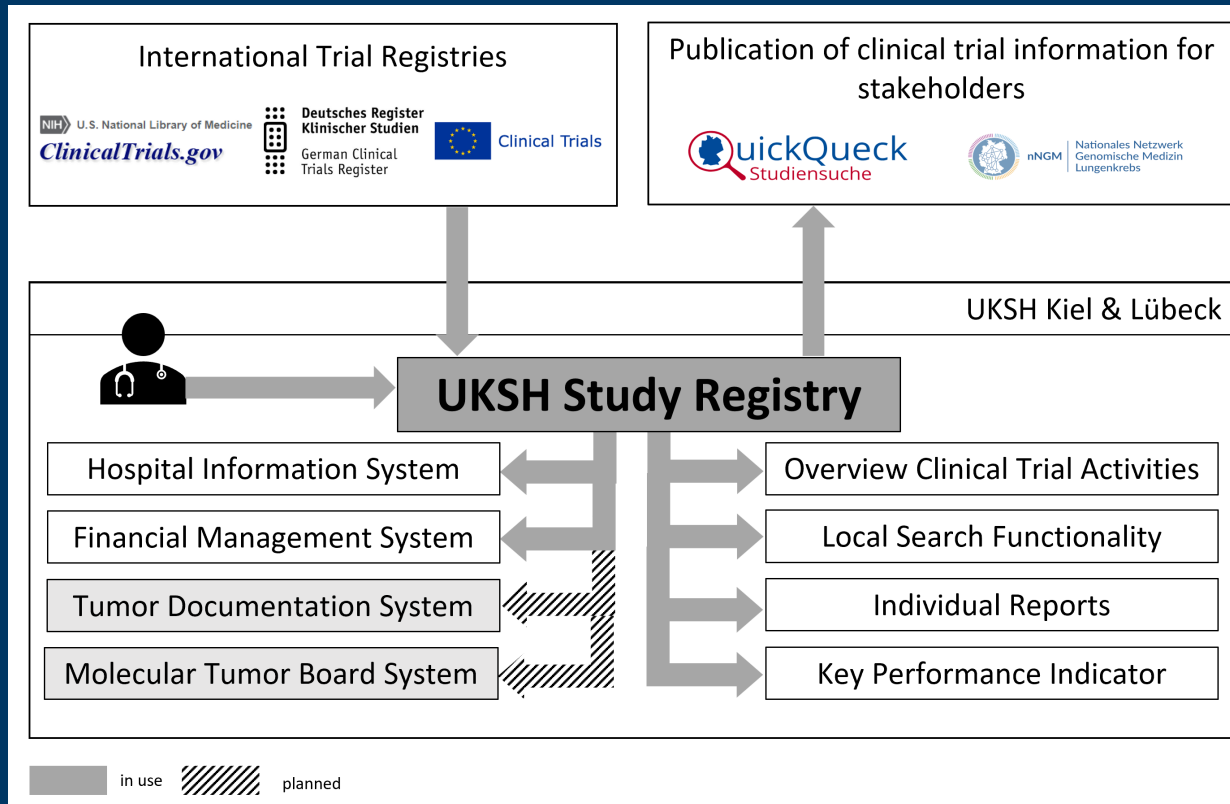 International Trial Registries
NIH U.S. National Library of Medicine
ClinicalTrials.gov
Deutsches Register
Klinischer Studien
German Clinical
Trials Register
Clinical Trials
Publication of clinical trial information for
stakeholders
QuickQueck
Studiensuche
nNGM
Nationales Netzwerk
Genomische Medizin
Lungenkrebs
UKSH Kiel & Lübeck
UKSH Study Registry
Hospital Information System
Financial Management System
Tumor Documentation System
Molecular Tumor Board System
Overview Clinical Trial Activities
Local Search Functionality
Individual Reports
Key Performance Indicator
in use
planned